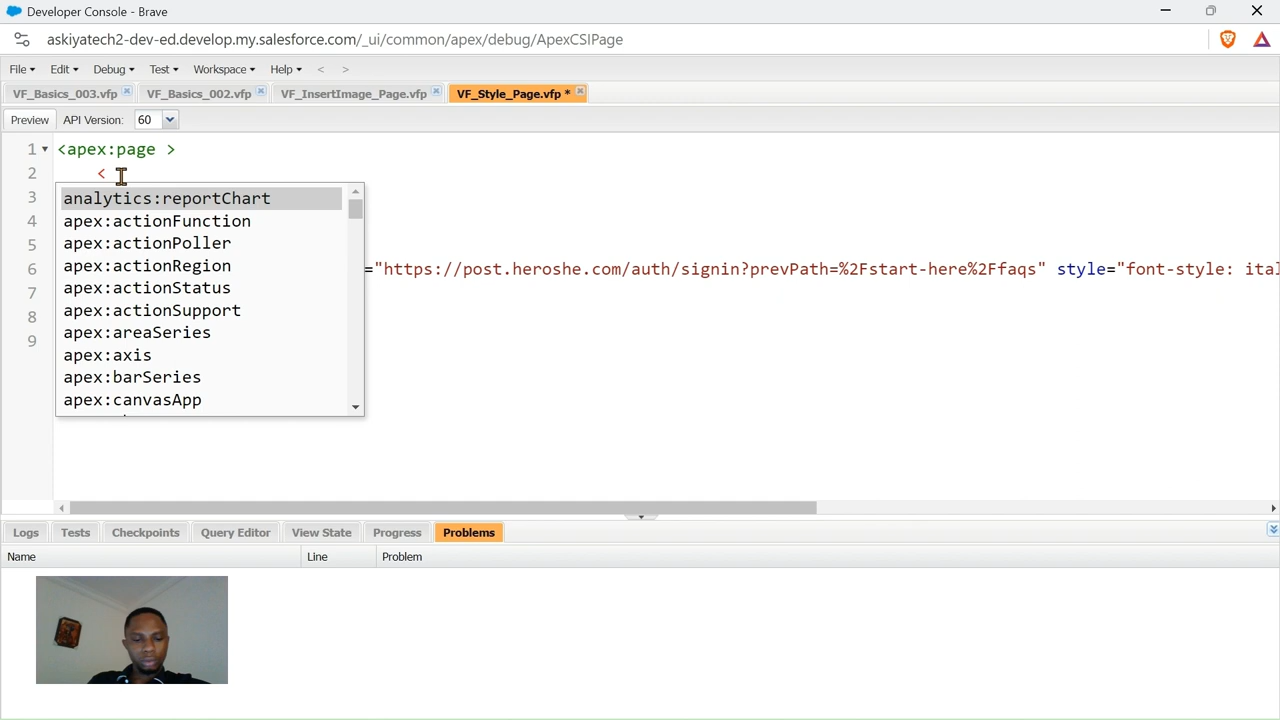 Developer Console - Brave
askiyatech2-dev-ed.develop.my.salesforce.com/_ui/common/apex/debug/ApexCSIPage
File Edit Debug Test Workspace Help < >
VF_Basics_003.vfp VF_Basics_002.vfp VF_InsertImage_Page.vfp VF_Style_Page.vfp *
Preview API Version: 60
1 <apex:page >
2 <
3
4
5
6 ="https://post.heroshe.com/auth/signin?prevPath=%2Fstart-here%2Ffaqs" style="font-style: ital
7
8
9
analytics:reportChart
apex:actionFunction
apex:actionPoller
apex:actionRegion
apex:actionStatus
apex:actionSupport
apex:areaSeries
apex:axis
apex:barSeries
apex:canvasApp
Logs Tests Checkpoints Query Editor View State Progress Problems
Name Line Problem